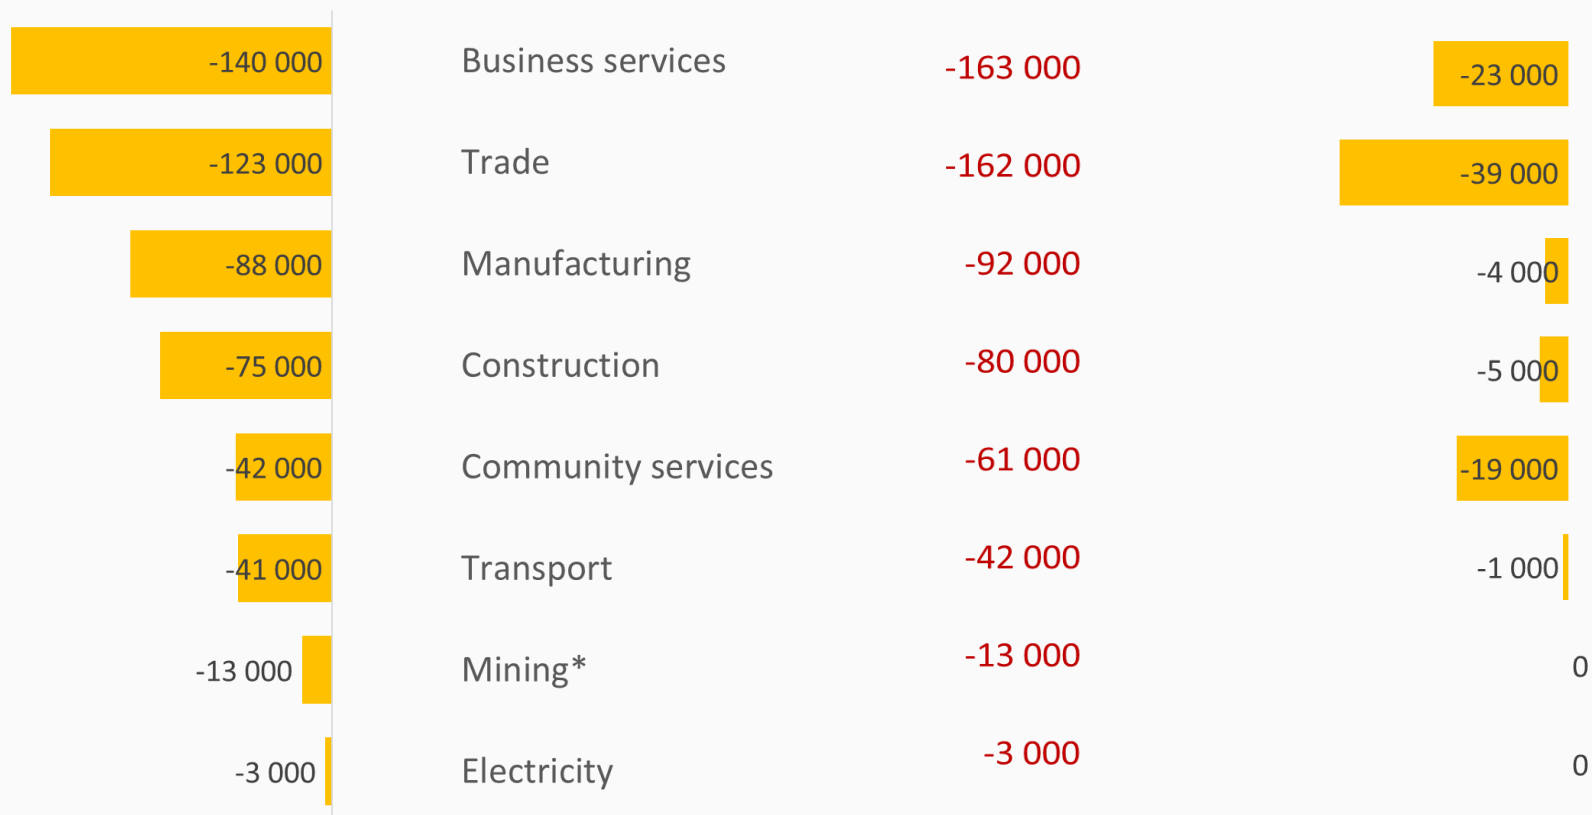 -140 000 Business services -163 000 -23 000
-123 000 Trade -162 000 -39 000
-88 000 Manufacturing -92 000 -4 000
-75 000 Construction -80 000 -5 000
-42 000 Community services -61 000 -19 000
-41 000 Transport -42 000 -1 000
-13 000 Mining* -13 000 0
-3 000 Electricity -3 000 0